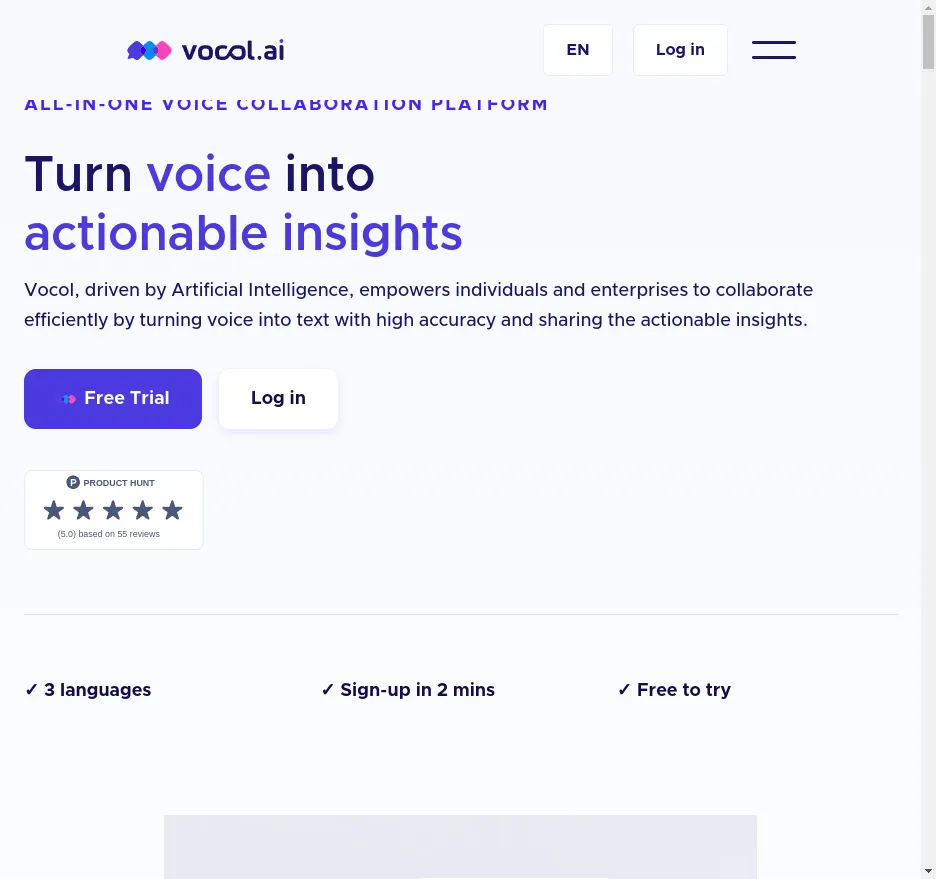 vocol.ai
EN
Log in
ALL-IN-ONE VOICE COLLABORATION PLATFORM
Turn voice into
actionable insights
Vocol, driven by Artificial Intelligence, empowers individuals and enterprises to collaborate
efficiently by turning voice into text with high accuracy and sharing the actionable insights.
Free Trial
Log in
P PRODUCT HUNT
(5.0) based on 55 reviews
✓ 3 languages
✓ Sign-up in 2 mins
✓ Free to try